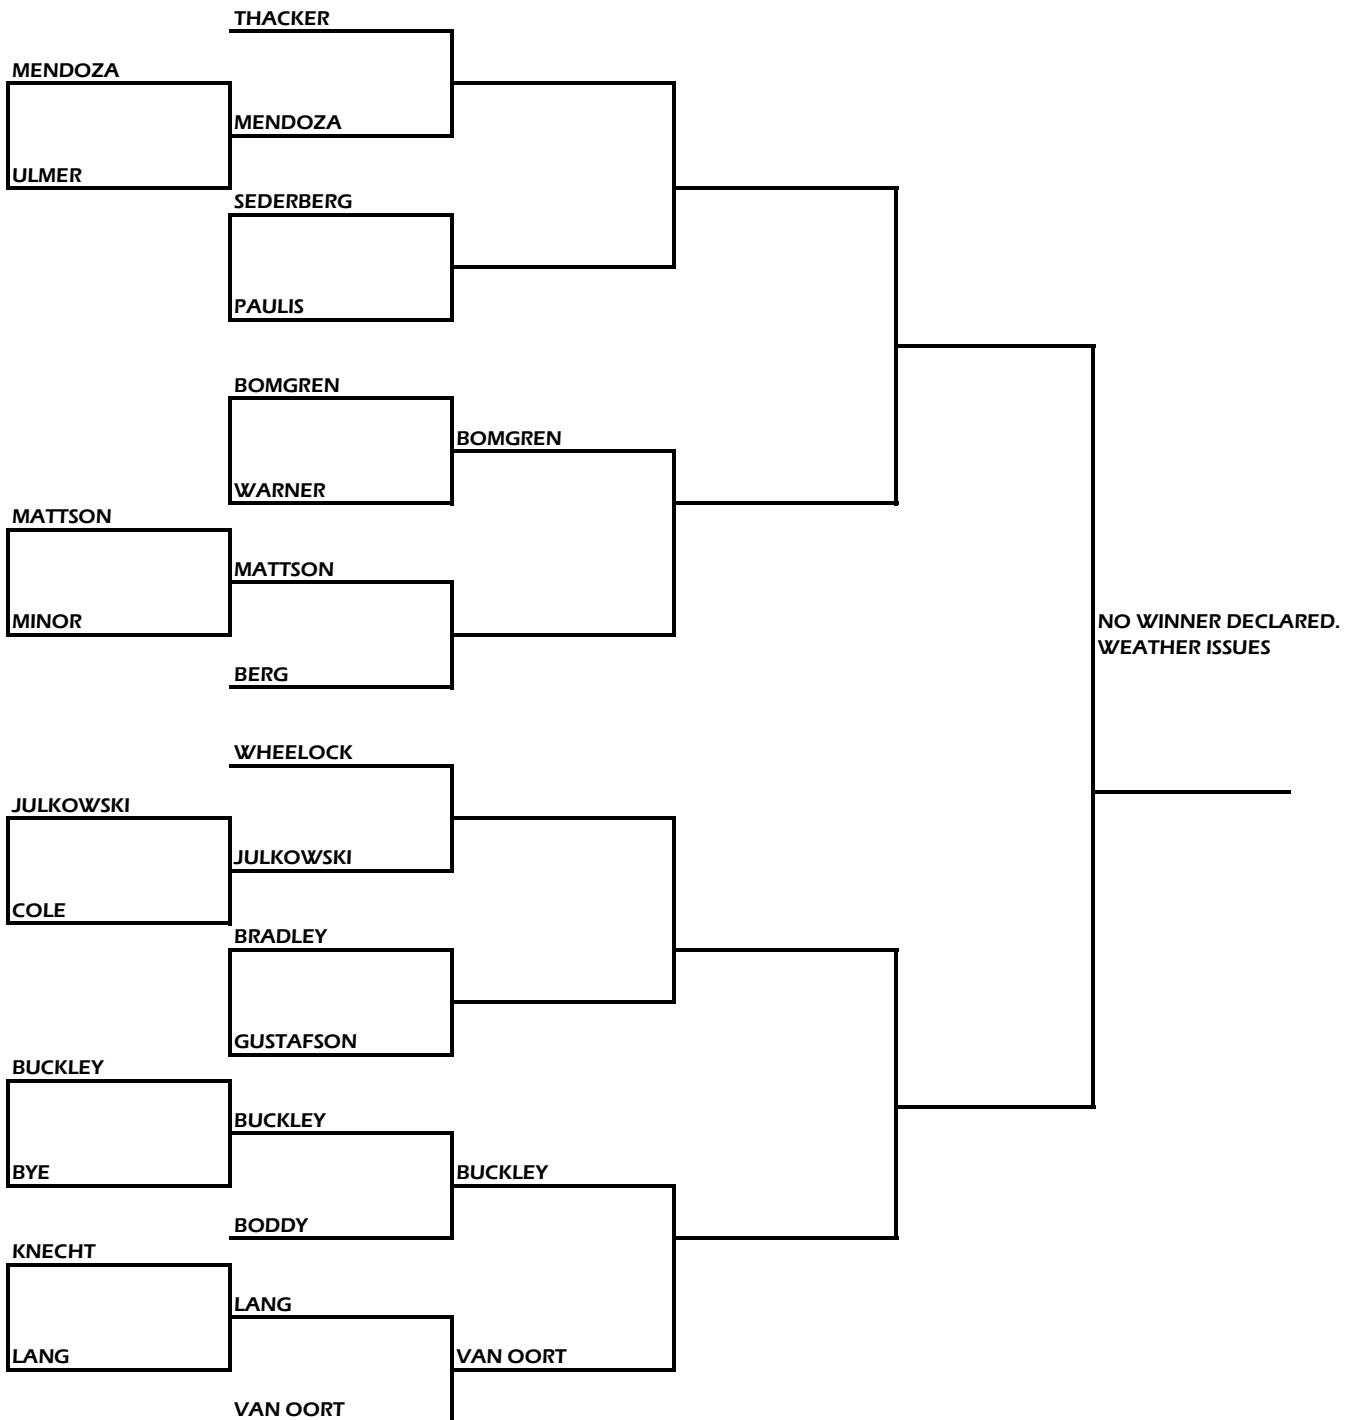 THACKER
MENDOZA
MENDOZA
ULMER
SEDERBERG
PAULIS
BOMGREN
BOMGREN
WARNER
MATTSON
MATTSON
MINOR
NO WINNER DECLARED.
WEATHER ISSUES
BERG
WHEELOCK
JULKOWSKI
JULKOWSKI
COLE
BRADLEY
GUSTAFSON
BUCKLEY
BUCKLEY
BYE
BUCKLEY
BODDY
KNECHT
LANG
LANG
VAN OORT
VAN OORT